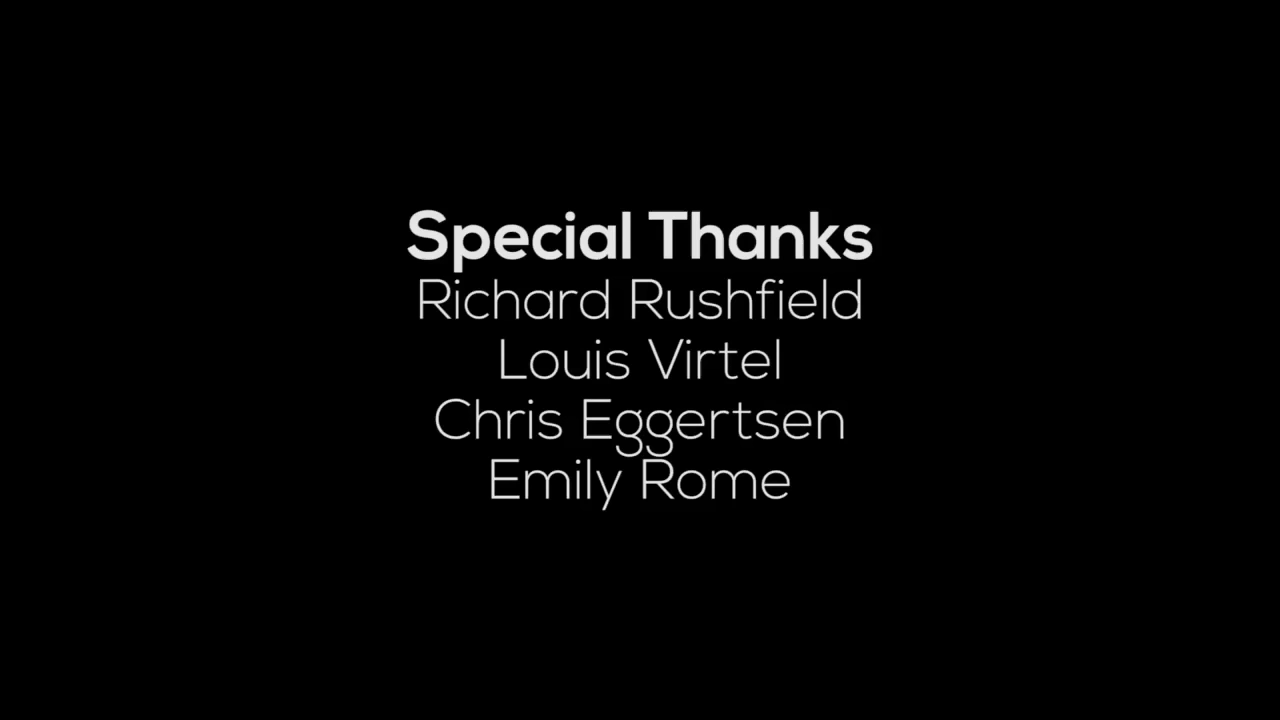 Special Thanks
Richard Rushfield
Louis Virtel
Chris Eggertsen
Emily Rome